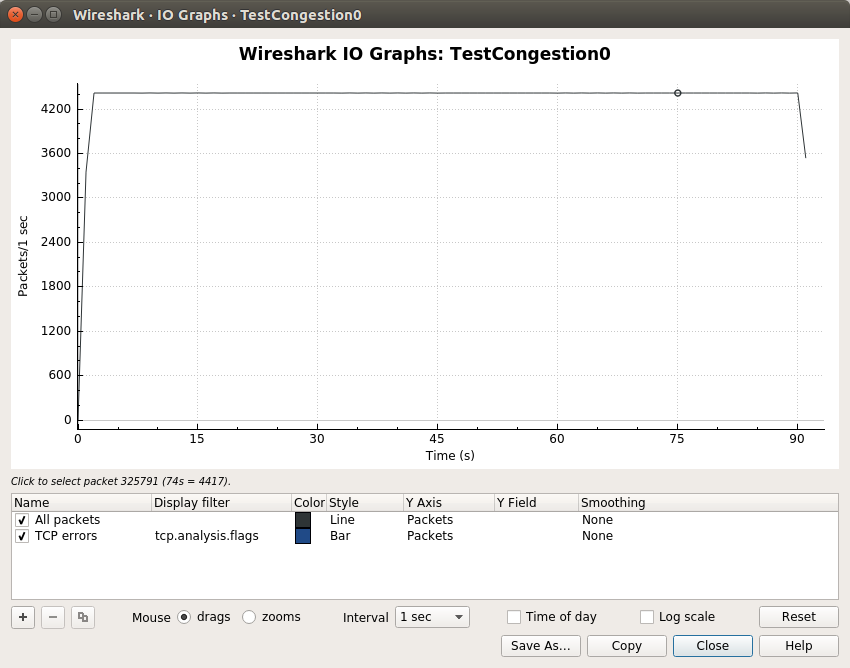 Wireshark · IO Graphs · TestCongestion0
Wireshark IO Graphs: TestCongestion0
4200
3600
3000
2400
1800
1200
600
0
Packets/1 sec
0 15 30 45 60 75 90
Time (s)
Click to select packet 325791 (74s = 4417).
Name Display filter Color Style Y Axis Y Field Smoothing
All packets Line Packets None
TCP errors tcp.analysis.flags Bar Packets None
Mouse drags zooms Interval 1 sec Time of day Log scale Reset
Save As... Copy Close Help